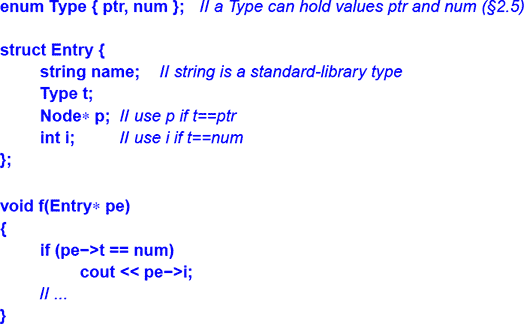 enum Type { ptr, num }; // a Type can hold values ptr and num (§2.5)
struct Entry {
string name; // string is a standard-library type
Type t;
Node∗ p; // use p if t==ptr
int i; // use i if t==num
};
void f(Entry∗ pe)
{
if (pe−>t == num)
cout << pe−>i;
// ...
}